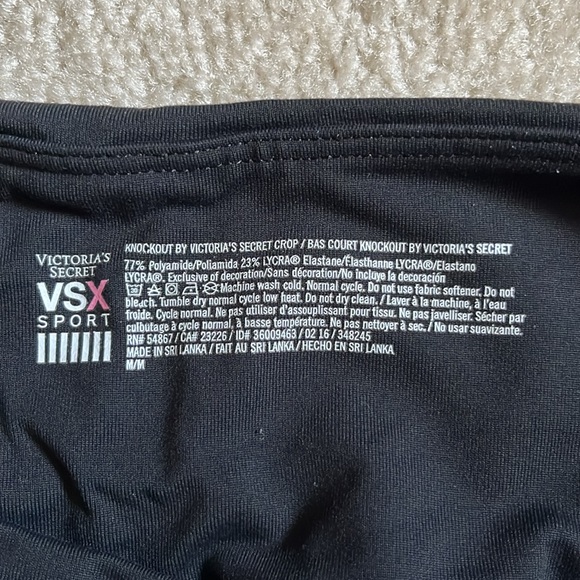 VICTORIA'S
SECRET
VSX
SPORT
KNOCKOUT BY VICTORIA'S SECRET CROP / BAS COURT KNOCKOUT BY VICTORIA'S SECRET
77% Polyamide/Poliamida 23% LYCRA® Elastane/Élasthanne LYCRA®/Elastano
LYCRA®. Exclusive of decoration/Sans décoration/No incluye la decoración
Machine wash cold. Normal cycle. Do not use fabric softener. Do not
bleach. Tumble dry normal cycle low heat. Do not dry clean. / Laver à la machine, à l'eau
froide. Cycle normal. N'utilisez pas d'assouplissant pour tissu. Ne pas javelliser. Sécher par
culbutage à cycle normal, à basse température. Ne pas nettoyer à sec. / No usar suavizante.
RN# 54867 / CA# 23226 / ID# 36009463 / 02 16 / 348245
MADE IN SRI LANKA / FAIT AU SRI LANKA / HECHO EN SRI LANKA
M/M